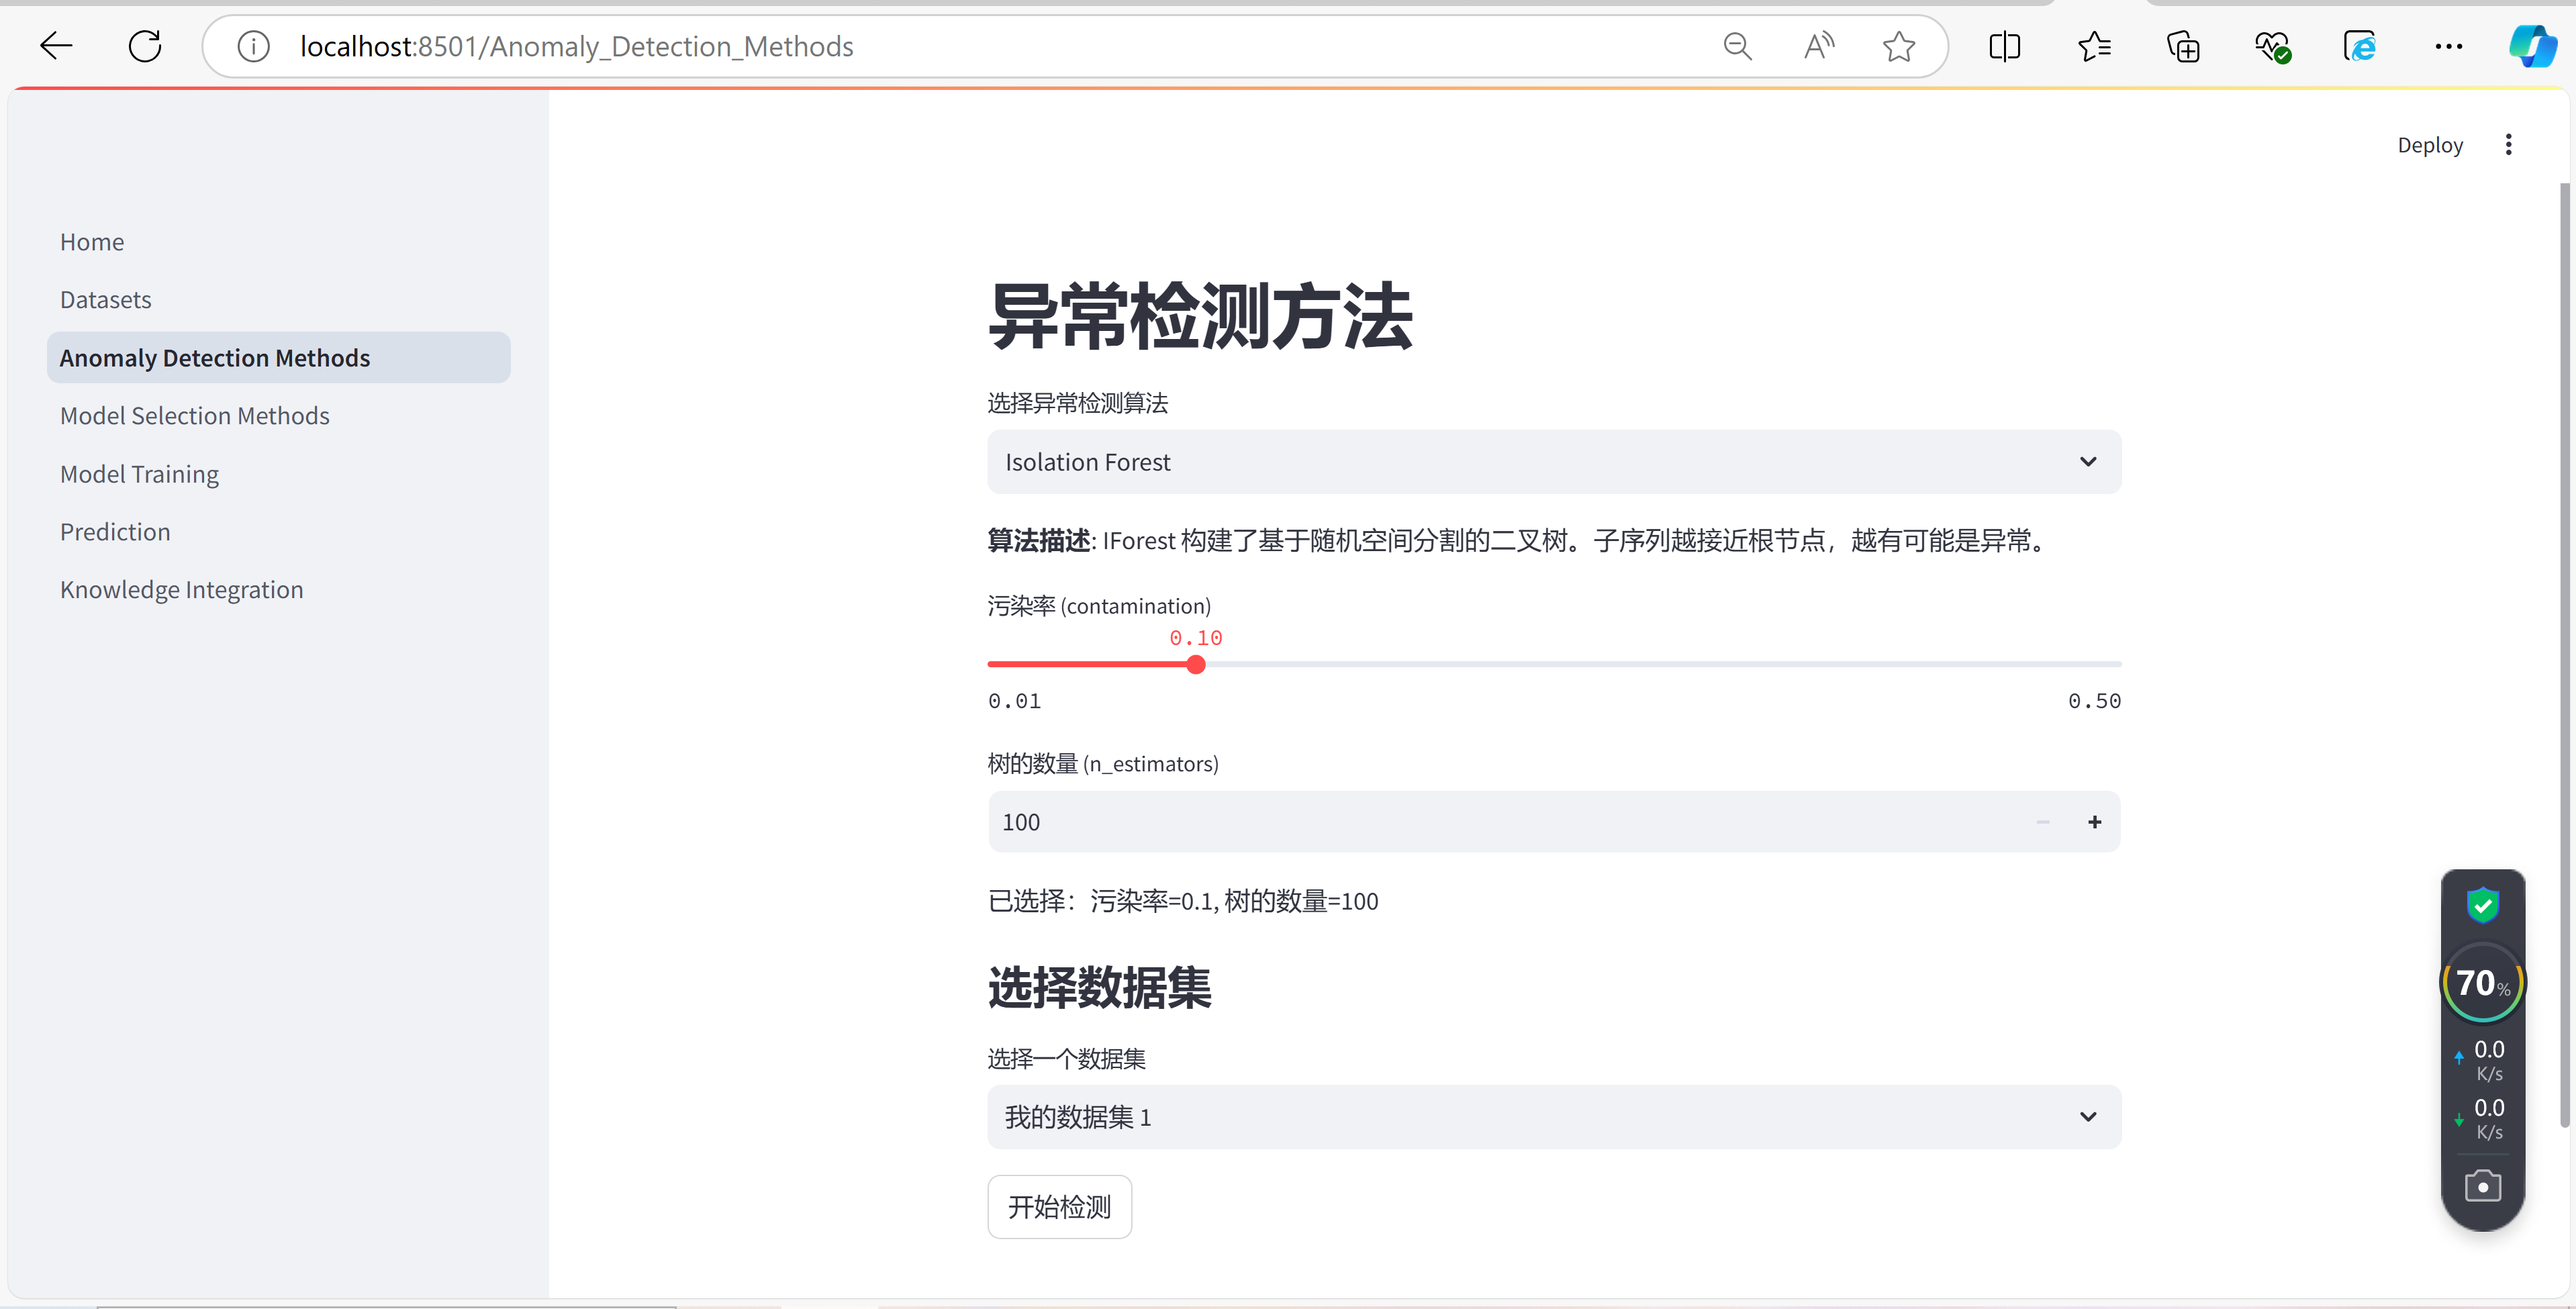 localhost:8501/Anomaly_Detection_Methods
Deploy
Home
Datasets
Anomaly Detection Methods
Model Selection Methods
Model Training
Prediction
Knowledge Integration
异常检测方法
选择异常检测算法
Isolation Forest
算法描述: IForest 构建了基于随机空间分割的二叉树。子序列越接近根节点，越有可能是异常。
污染率 (contamination)
0.10
0.01 0.50
树的数量 (n_estimators)
100
已选择：污染率=0.1, 树的数量=100
选择数据集
选择一个数据集
我的数据集 1
开始检测
70%
0.0
K/s
0.0
K/s